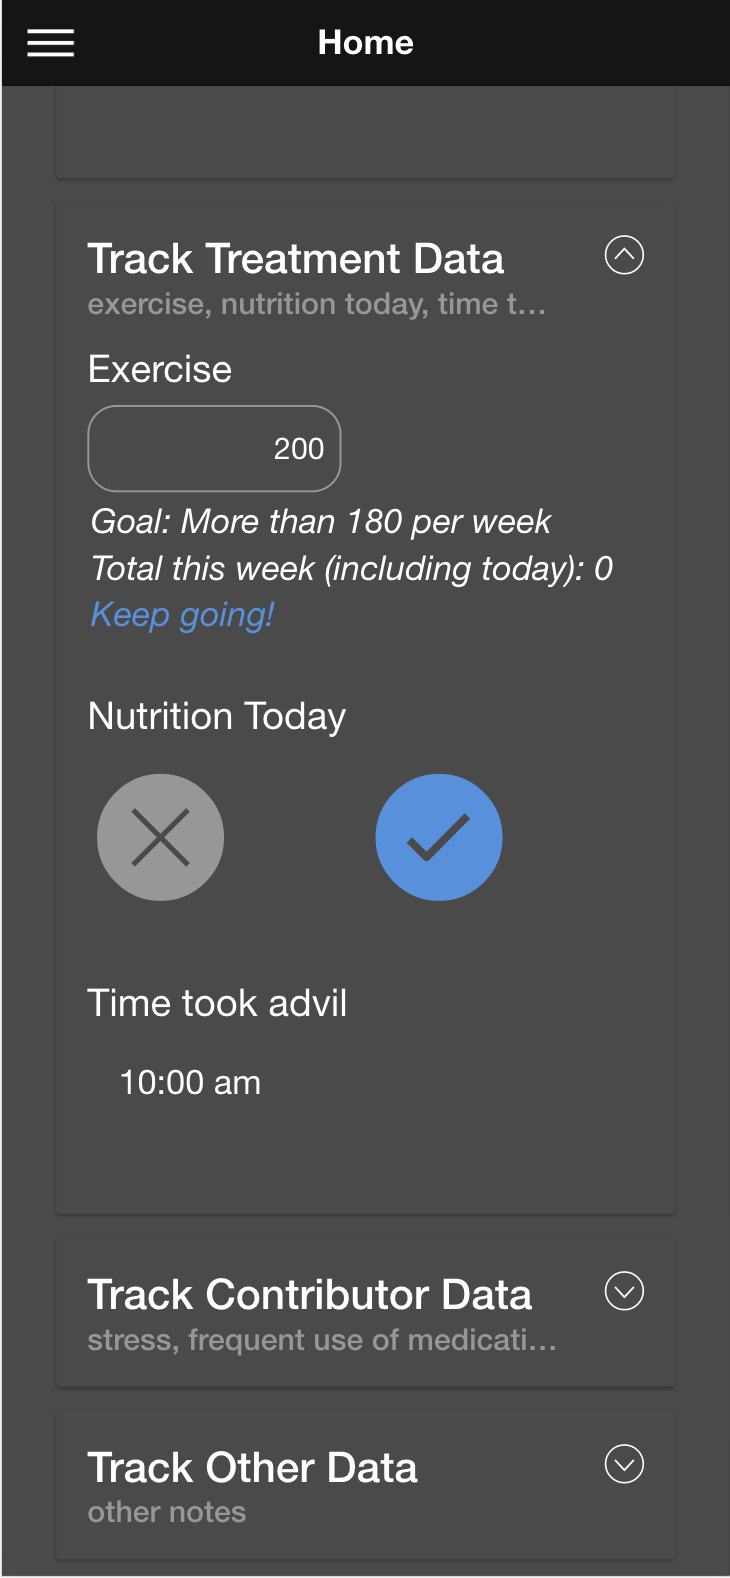 Home
Track Treatment Data
exercise, nutrition today, time t...
Exercise
200
Goal: More than 180 per week
Total this week (including today): 0
Keep going!
Nutrition Today
Time took advil
10:00 am
Track Contributor Data
stress, frequent use of medicati...
Track Other Data
other notes